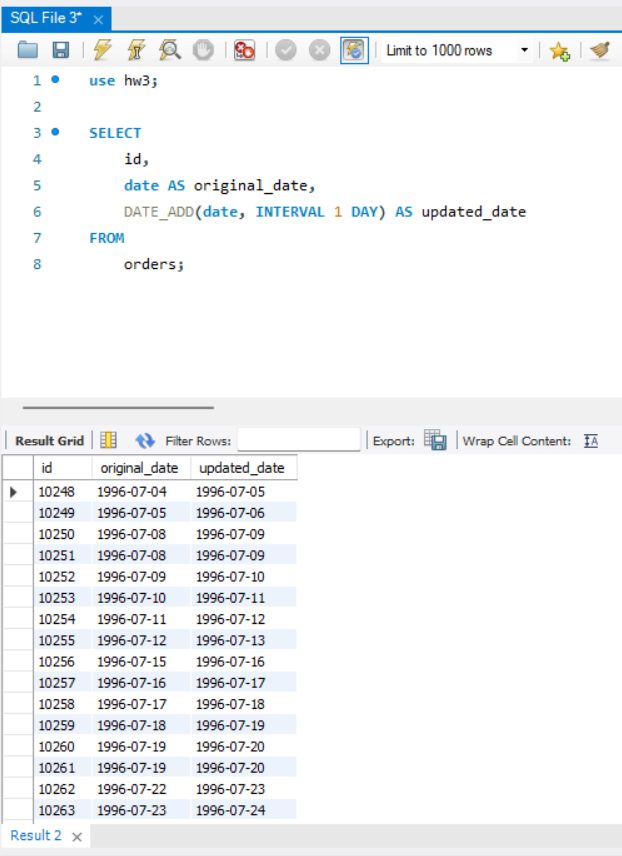 SQL File 3*
Limit to 1000 rows
1 use hw3;
2
3 SELECT
4 id,
5 date AS original_date,
6 DATE_ADD(date, INTERVAL 1 DAY) AS updated_date
7 FROM
8 orders;
Result Grid Filter Rows: Export: Wrap Cell Content: IA
id original_date updated_date
10248 1996-07-04 1996-07-05
10249 1996-07-05 1996-07-06
10250 1996-07-08 1996-07-09
10251 1996-07-08 1996-07-09
10252 1996-07-09 1996-07-10
10253 1996-07-10 1996-07-11
10254 1996-07-11 1996-07-12
10255 1996-07-12 1996-07-13
10256 1996-07-15 1996-07-16
10257 1996-07-16 1996-07-17
10258 1996-07-17 1996-07-18
10259 1996-07-18 1996-07-19
10260 1996-07-19 1996-07-20
10261 1996-07-19 1996-07-20
10262 1996-07-22 1996-07-23
10263 1996-07-23 1996-07-24
Result 2